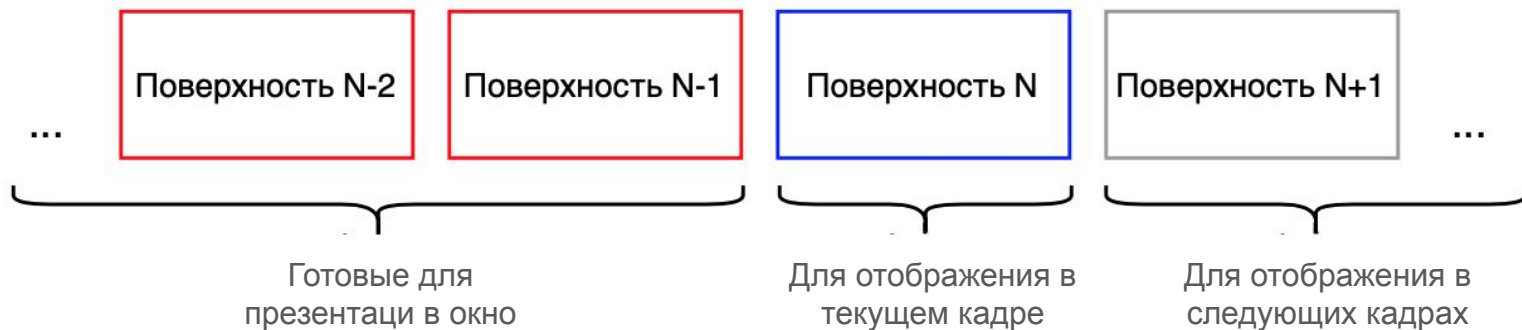 Поверхность N-2
Поверхность N-1
Поверхность N
Поверхность N+1
...
...
Готовые для
презентаци в окно
Для отображения в
текущем кадре
Для отображения в
следующих кадрах